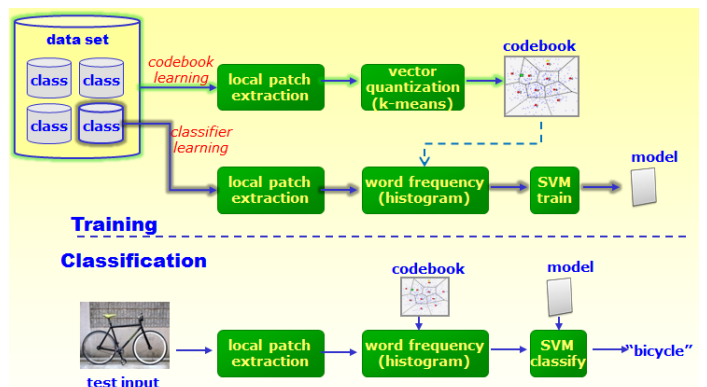 data set
class
class
class
class
codebook
learning
local patch
extraction
vector
quantization
(k-means)
codebook
classifier
learning
local patch
extraction
word frequency
(histogram)
SVM
train
model
Training
Classification
codebook
model
test input
local patch
extraction
word frequency
(histogram)
SVM
classify
“bicycle”